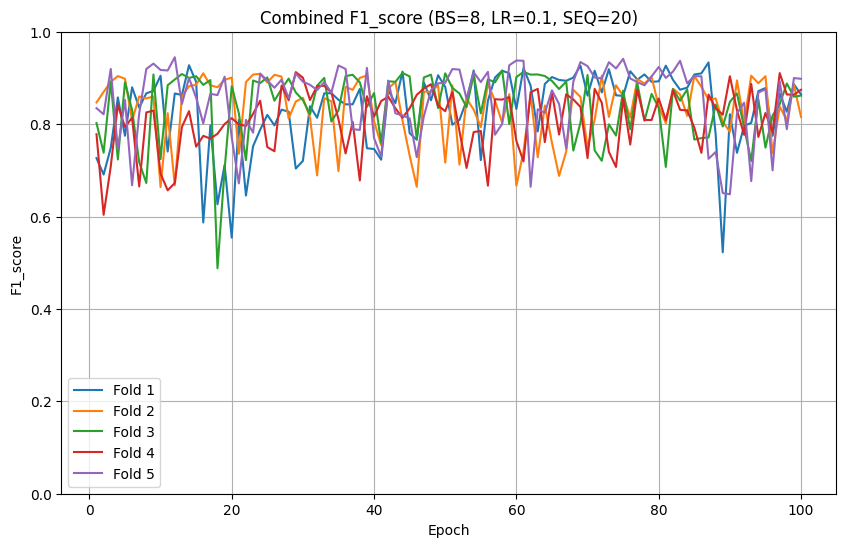 Combined F1_score (BS=8, LR=0.1, SEQ=20)
1.0
0.8
0.6
0.4
0.2
0.0
F1_score
Fold 1
Fold 2
Fold 3
Fold 4
Fold 5
0 20 40 60 80 100
Epoch